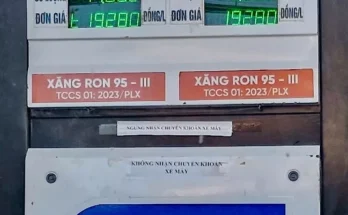 ĐƠN GIÁ 19.280 ĐỒNG/L
ĐƠN GIÁ 19.280 ĐỒNG/L
XĂNG RON 95 - III
TCCS 01: 2023/PLX
XĂNG RON 95 - III
TCCS 01: 2023/PLX
NGƯNG NHẬN CHUYỂN KHOẢN XE MÁY
KHÔNG NHẬN CHUYỂN KHOẢN
XE MÁY